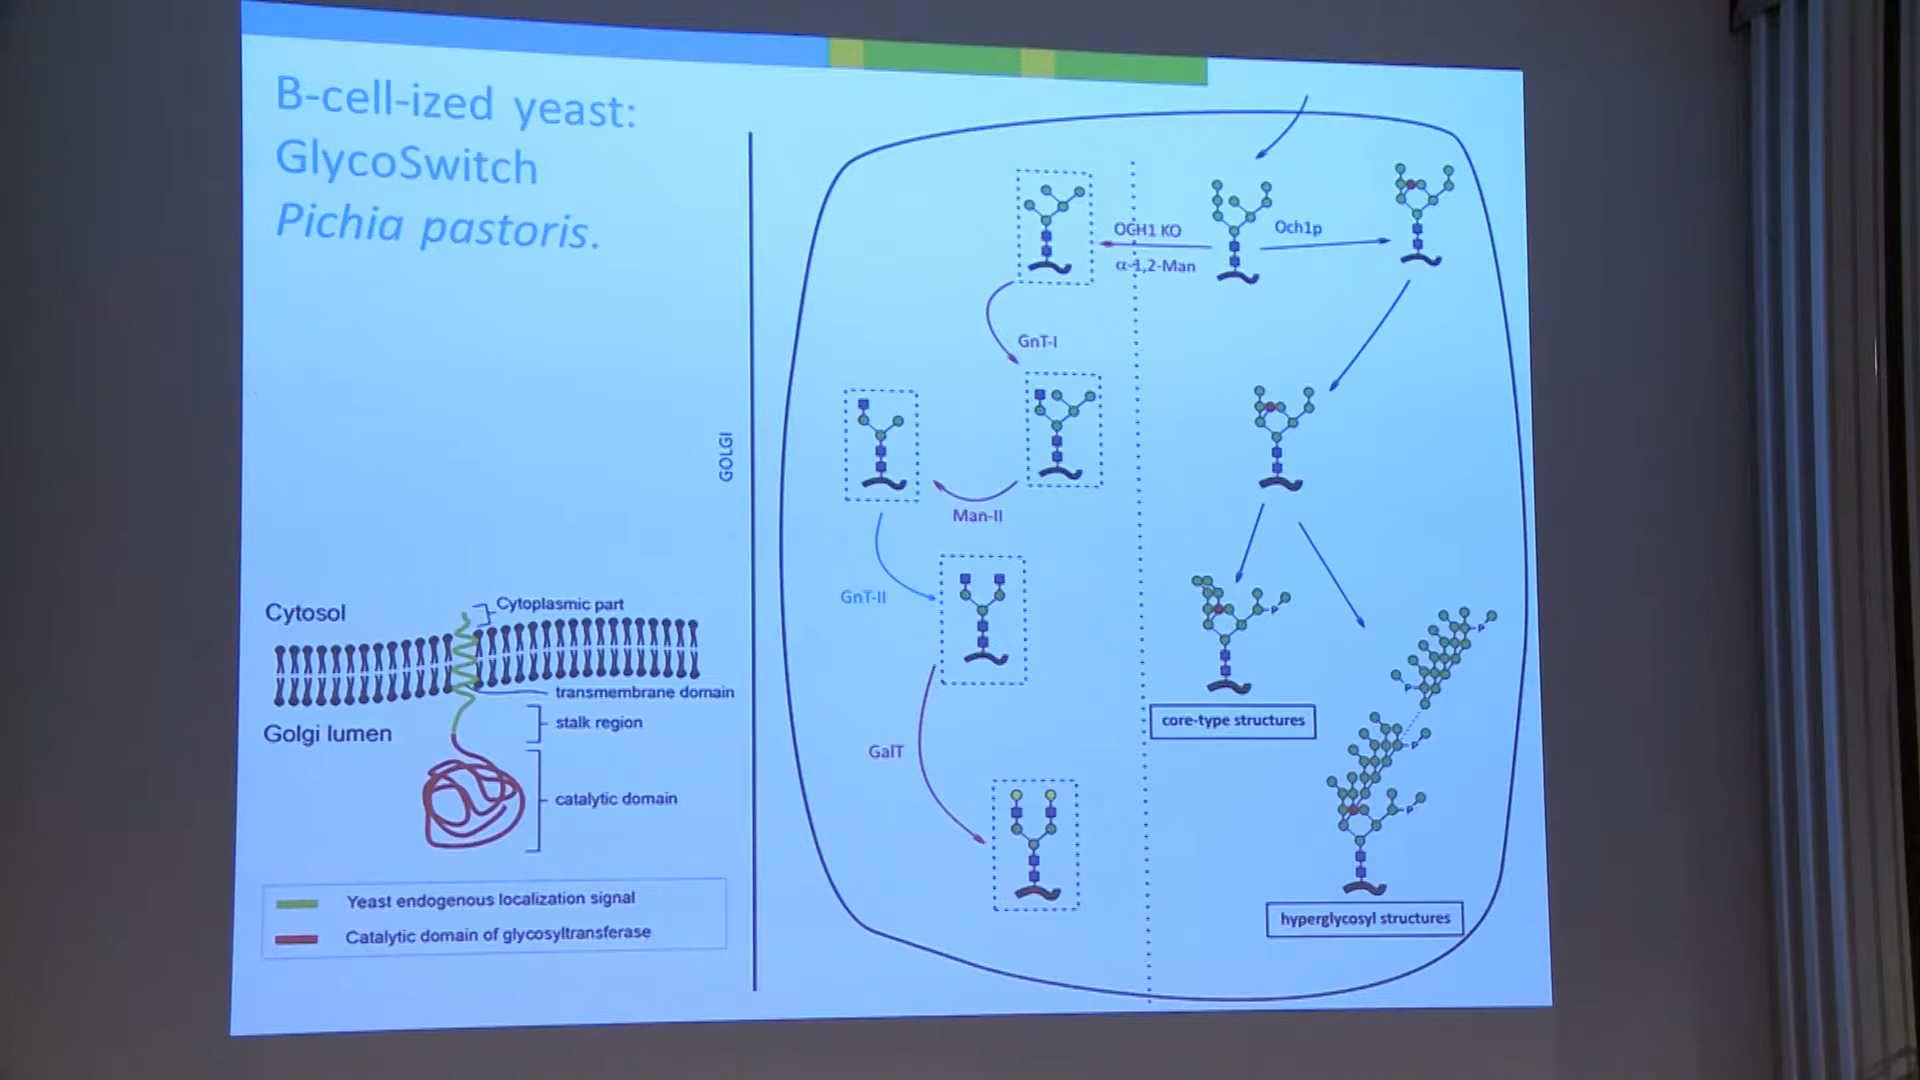 B-cell-ized yeast:
GlycoSwitch
Pichia pastoris.
GOLGI
OCH1 KO
α-1,2-Man
Och1p
GnT-I
Man-II
GnT-II
GalT
P
core-type structures
P
P
P
P
hyperglycosyl structures
Cytosol
Cytoplasmic part
transmembrane domain
stalk region
Golgi lumen
catalytic domain
Yeast endogenous localization signal
Catalytic domain of glycosyltransferase